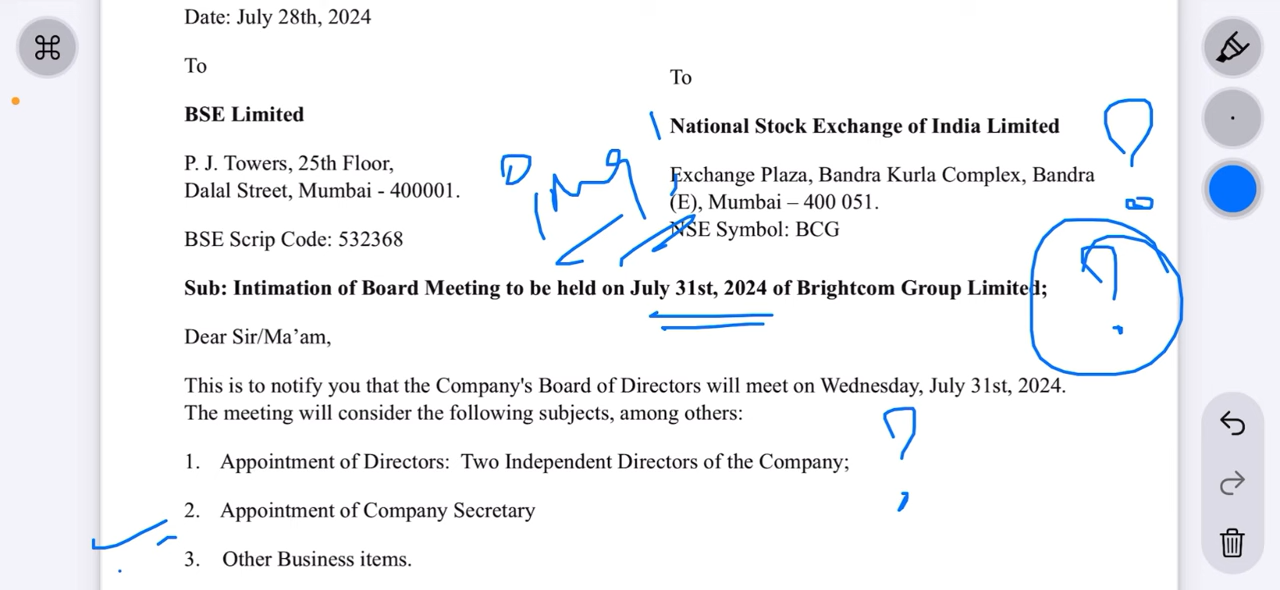 Date: July 28th, 2024
To
BSE Limited
P. J. Towers, 25th Floor,
Dalal Street, Mumbai - 400001.
BSE Scrip Code: 532368
To
National Stock Exchange of India Limited
Exchange Plaza, Bandra Kurla Complex, Bandra
(E), Mumbai – 400 051.
NSE Symbol: BCG
Sub: Intimation of Board Meeting to be held on July 31st, 2024 of Brightcom Group Limited;
Dear Sir/Ma’am,
This is to notify you that the Company's Board of Directors will meet on Wednesday, July 31st, 2024.
The meeting will consider the following subjects, among others:
1. Appointment of Directors: Two Independent Directors of the Company;
2. Appointment of Company Secretary
3. Other Business items.
?
?
?